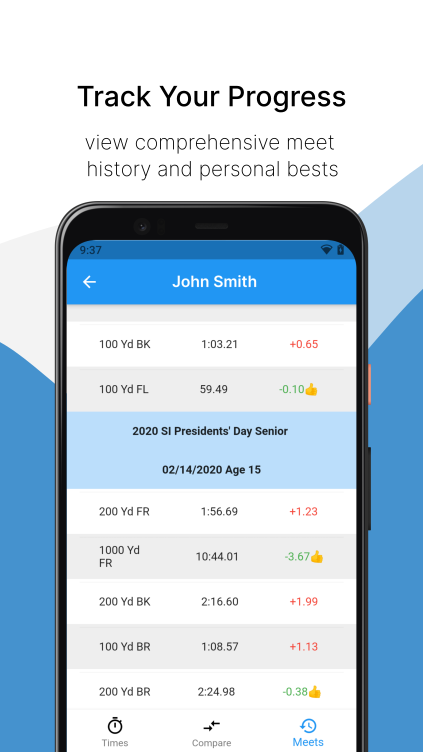 Track Your Progress
view comprehensive meet
history and personal bests
9:37
John Smith
100 Yd BK 1:03.21 +0.65
100 Yd FL 59.49 -0.10👍
2020 SI Presidents' Day Senior
02/14/2020 Age 15
200 Yd FR 1:56.69 +1.23
1000 Yd
FR 10:44.01 -3.67👍
200 Yd BK 2:16.60 +1.99
100 Yd BR 1:08.57 +1.13
200 Yd BR 2:24.98 -0.38👍
Times Compare Meets